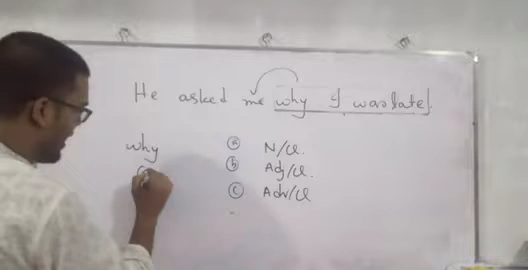 He asked me why I was late].
why
ⓐ N/cl.
ⓑ Adj/cl.
ⓒ Adv/cl